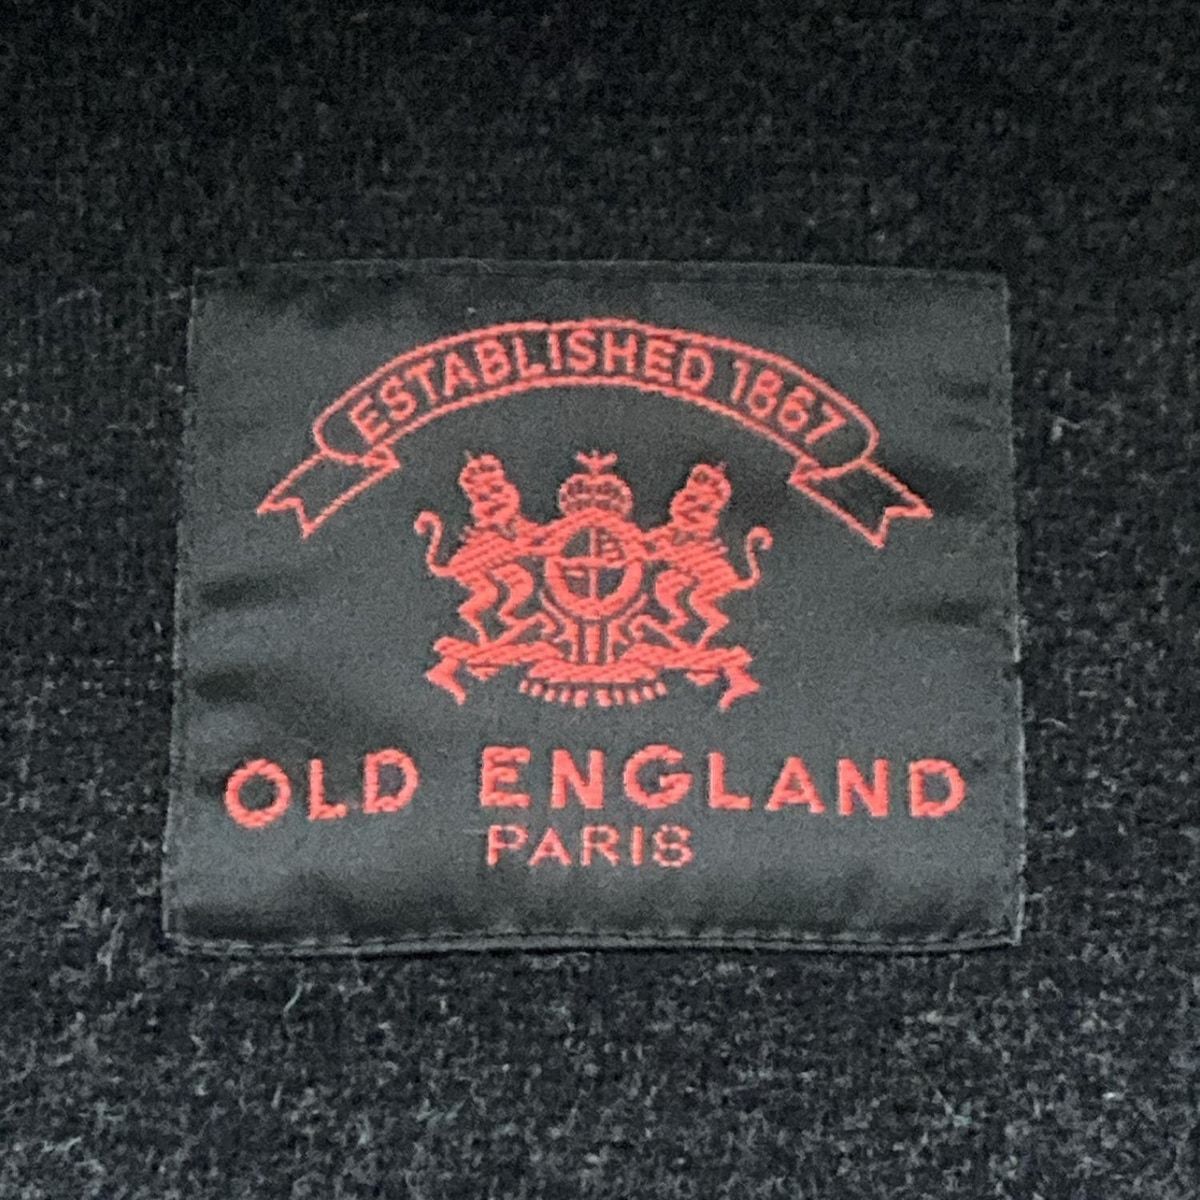 ESTABLISHED 1867
OLD ENGLAND
PARIS